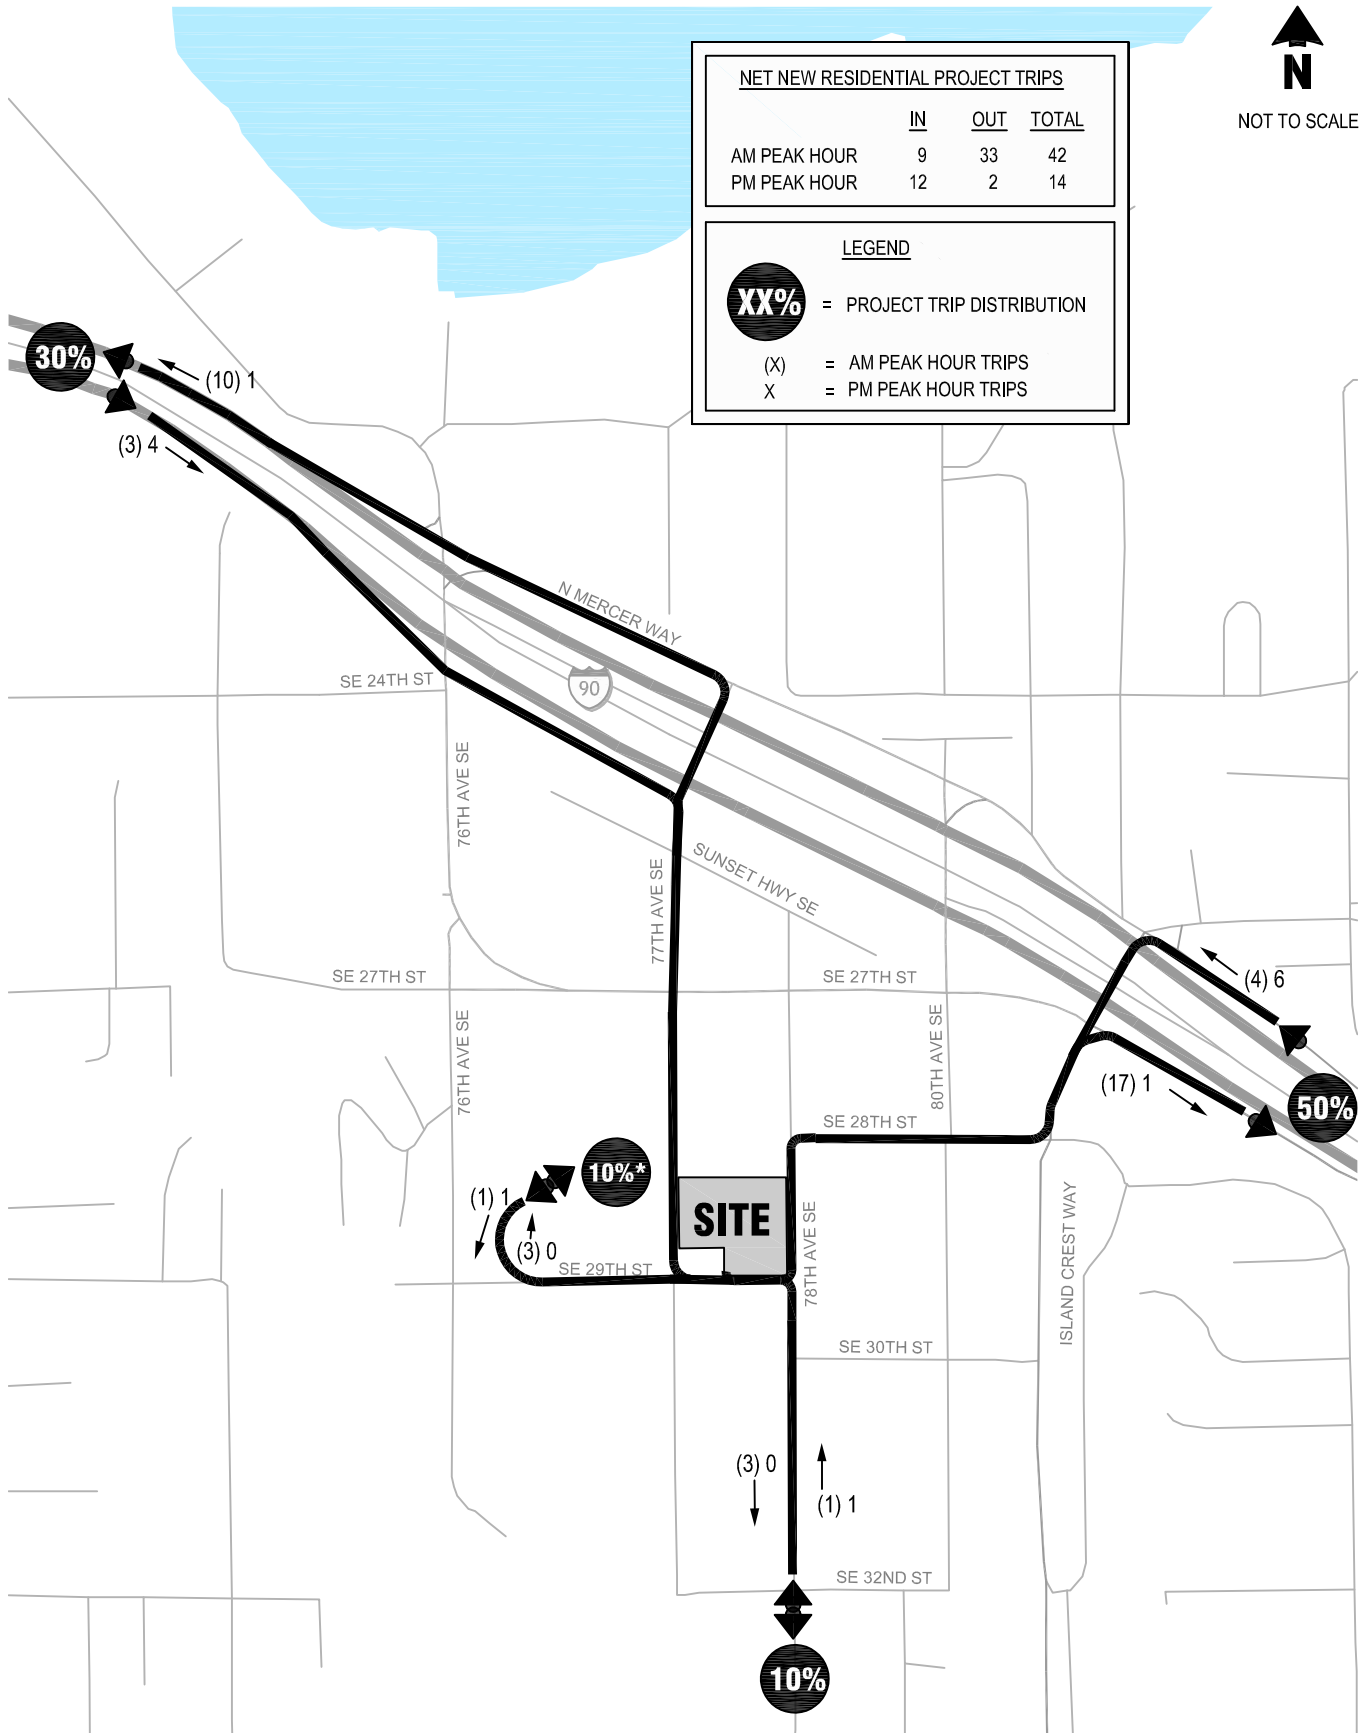 NET NEW RESIDENTIAL PROJECT TRIPS
IN OUT TOTAL
AM PEAK HOUR 9 33 42
PM PEAK HOUR 12 2 14
LEGEND
XX% = PROJECT TRIP DISTRIBUTION
(X) = AM PEAK HOUR TRIPS
X = PM PEAK HOUR TRIPS
N
NOT TO SCALE
30%
(10) 1
(3) 4
N MERCER WAY
SE 24TH ST
90
76TH AVE SE
77TH AVE SE
SUNSET HWY SE
SE 27TH ST
SE 27TH ST
(4) 6
76TH AVE SE
80TH AVE SE
(17) 1
50%
SE 28TH ST
10%*
(1) 1
(3) 0
SITE
78TH AVE SE
ISLAND CREST WAY
SE 29TH ST
SE 30TH ST
(3) 0
(1) 1
SE 32ND ST
10%